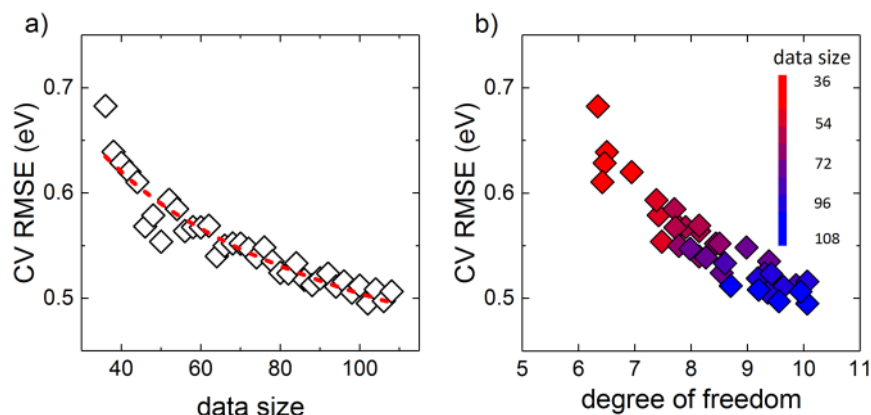 a)
CV RMSE (eV)
0.7
0.6
0.5
40 60 80 100
data size
b)
CV RMSE (eV)
0.7
0.6
0.5
5 6 7 8 9 10 11
degree of freedom
data size
36
54
72
96
108